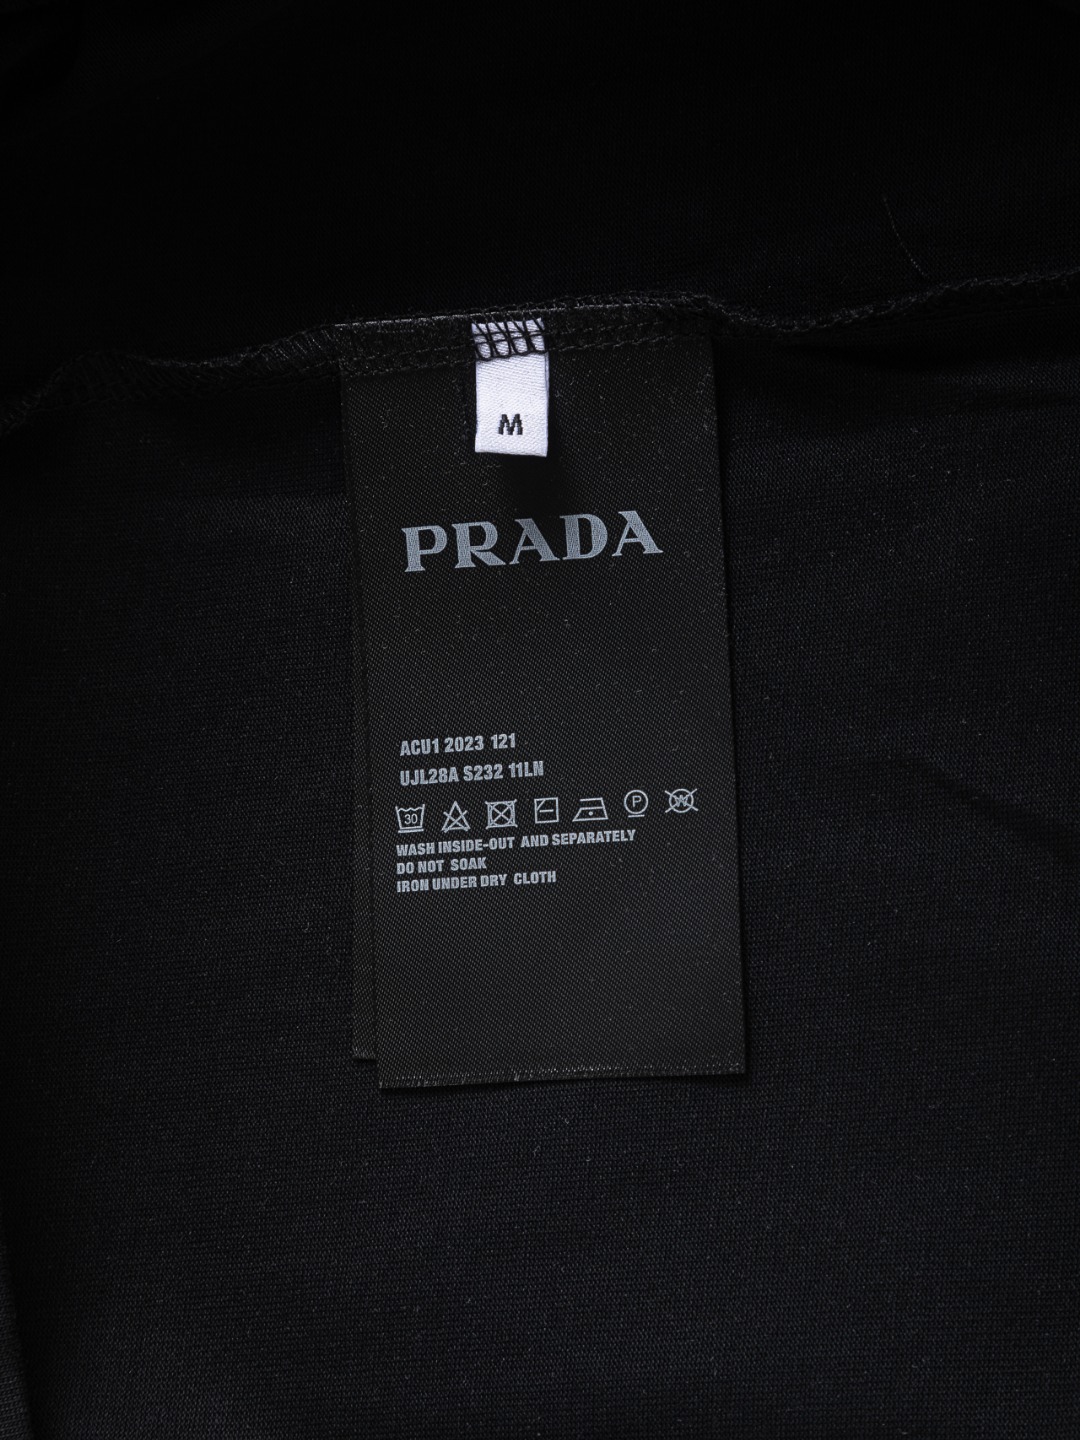 M
PRADA
ACU1 2023 121
UJL28A S232 11LN
30 P W
WASH INSIDE-OUT AND SEPARATELY
DO NOT SOAK
IRON UNDER DRY CLOTH